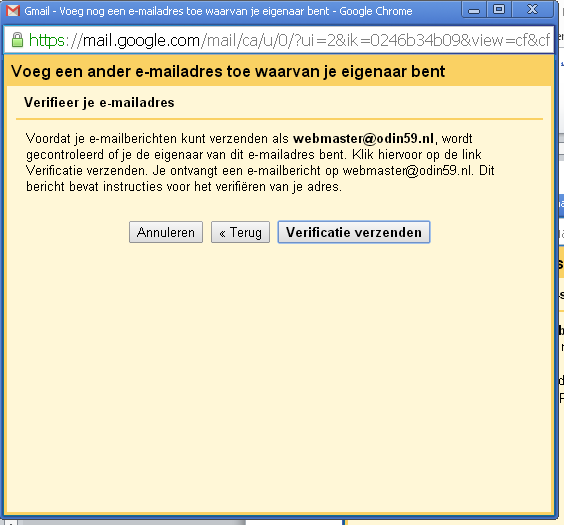 Gmail - Voeg nog een e-mailadres toe waarvan je eigenaar bent - Google Chrome
https://mail.google.com/mail/ca/u/0/?ui=2&ik=0246b34b09&view=cf&cf
Voeg een ander e-mailadres toe waarvan je eigenaar bent
Verifieer je e-mailadres
Voordat je e-mailberichten kunt verzenden als webmaster@odin59.nl, wordt
gecontroleerd of je de eigenaar van dit e-mailadres bent. Klik hiervoor op de link
Verificatie verzenden. Je ontvangt een e-mailbericht op webmaster@odin59.nl. Dit
bericht bevat instructies voor het verifiëren van je adres.
Annuleren « Terug Verificatie verzenden